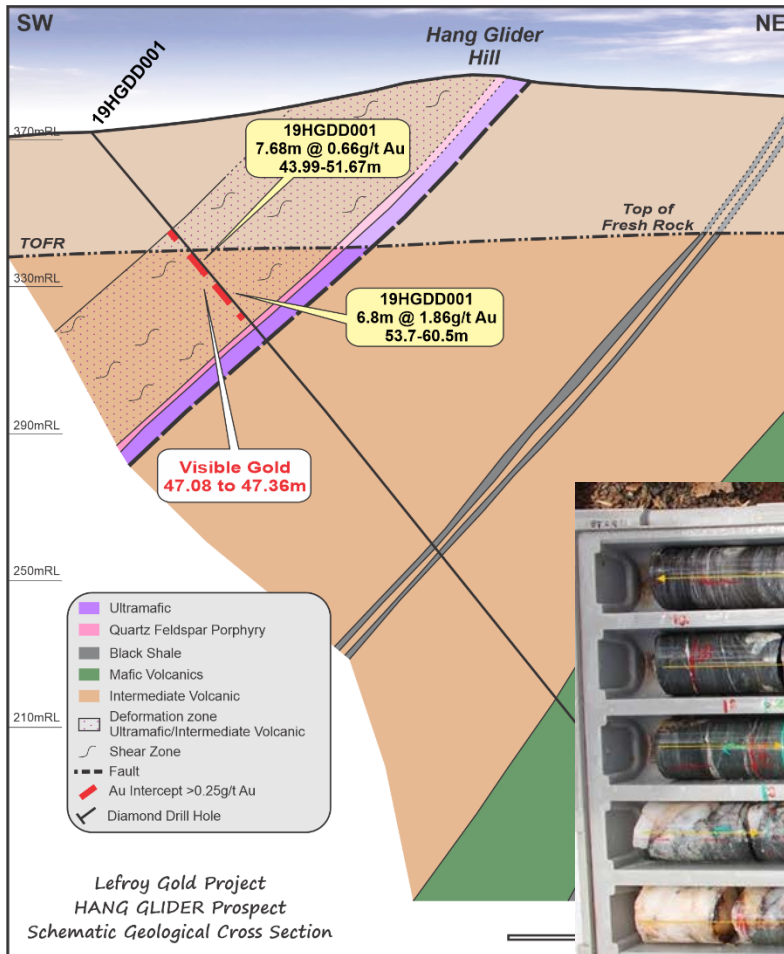 SW
NE
Hang Glider
Hill
19HGDD001
370mRL
19HGDD001
7.68m @ 0.66g/t Au
43.99-51.67m
TOFR
Top of
Fresh Rock
330mRL
19HGDD001
6.8m @ 1.86g/t Au
53.7-60.5m
290mRL
Visible Gold
47.08 to 47.36m
250mRL
210mRL
Ultramafic
Quartz Feldspar Porphyry
Black Shale
Mafic Volcanics
Intermediate Volcanic
Deformation zone
Ultramafic/Intermediate Volcanic
Shear Zone
Fault
Au Intercept >0.25g/t Au
Diamond Drill Hole
Lefroy Gold Project
HANG GLIDER Prospect
Schematic Geological Cross Section